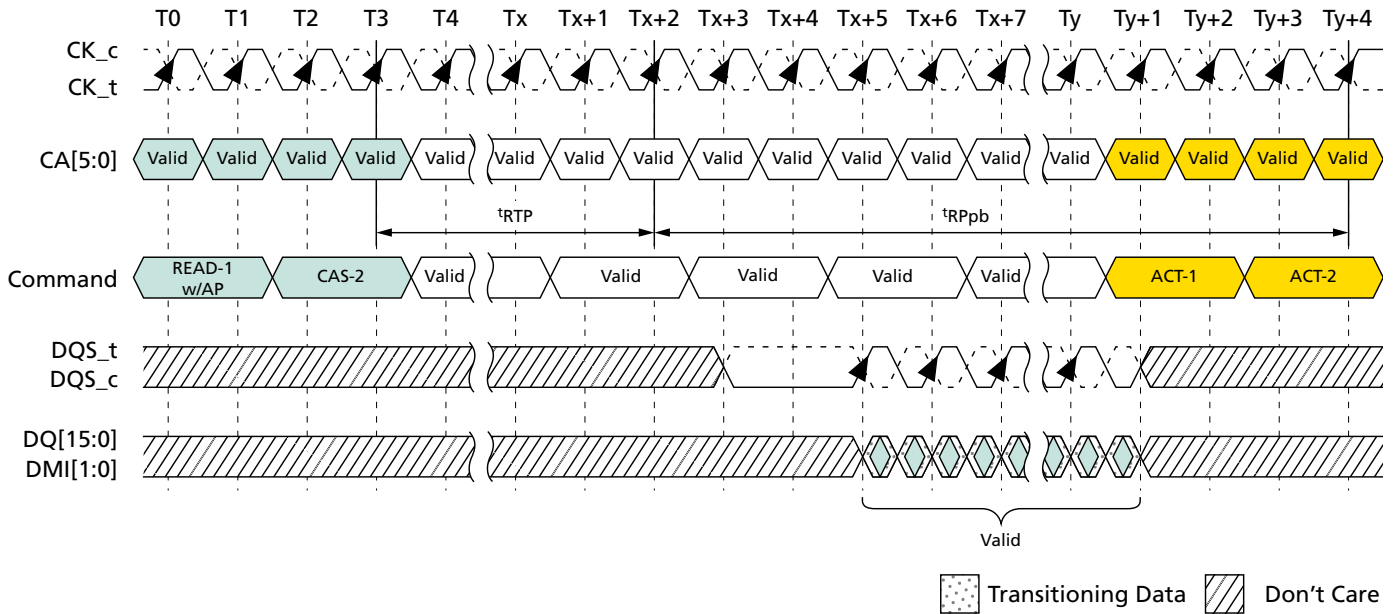 T0 T1 T2 T3 T4 Tx Tx+1 Tx+2 Tx+3 Tx+4 Tx+5 Tx+6 Tx+7 Ty Ty+1 Ty+2 Ty+3 Ty+4
CK_c
CK_t
CA[5:0] Valid Valid Valid Valid Valid Valid Valid Valid Valid Valid Valid Valid Valid Valid Valid Valid Valid Valid
tRTP tRPpb
Command READ-1 w/AP CAS-2 Valid Valid Valid Valid Valid ACT-1 ACT-2
DQS_t
DQS_c
DQ[15:0]
DMI[1:0]
Valid
Transitioning Data Don't Care